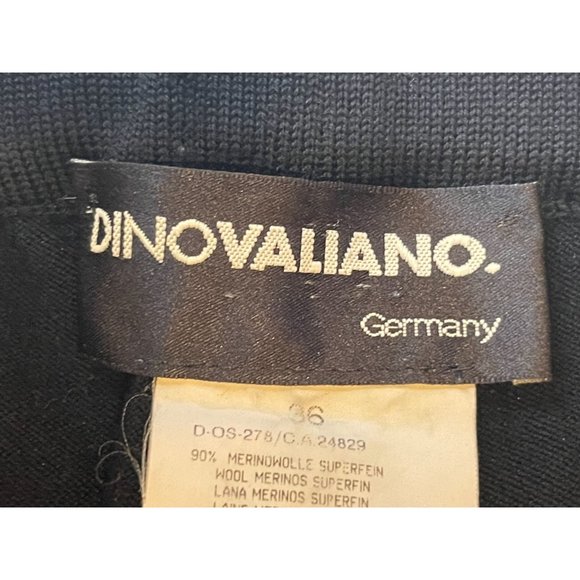 DINOVALIANO.
Germany
36
D-OS-278/C.A.24829
90% MERINOWOLLE SUPERFEIN
WOOL MERINOS SUPERFIN
LANA MERINOS SUPERFIN